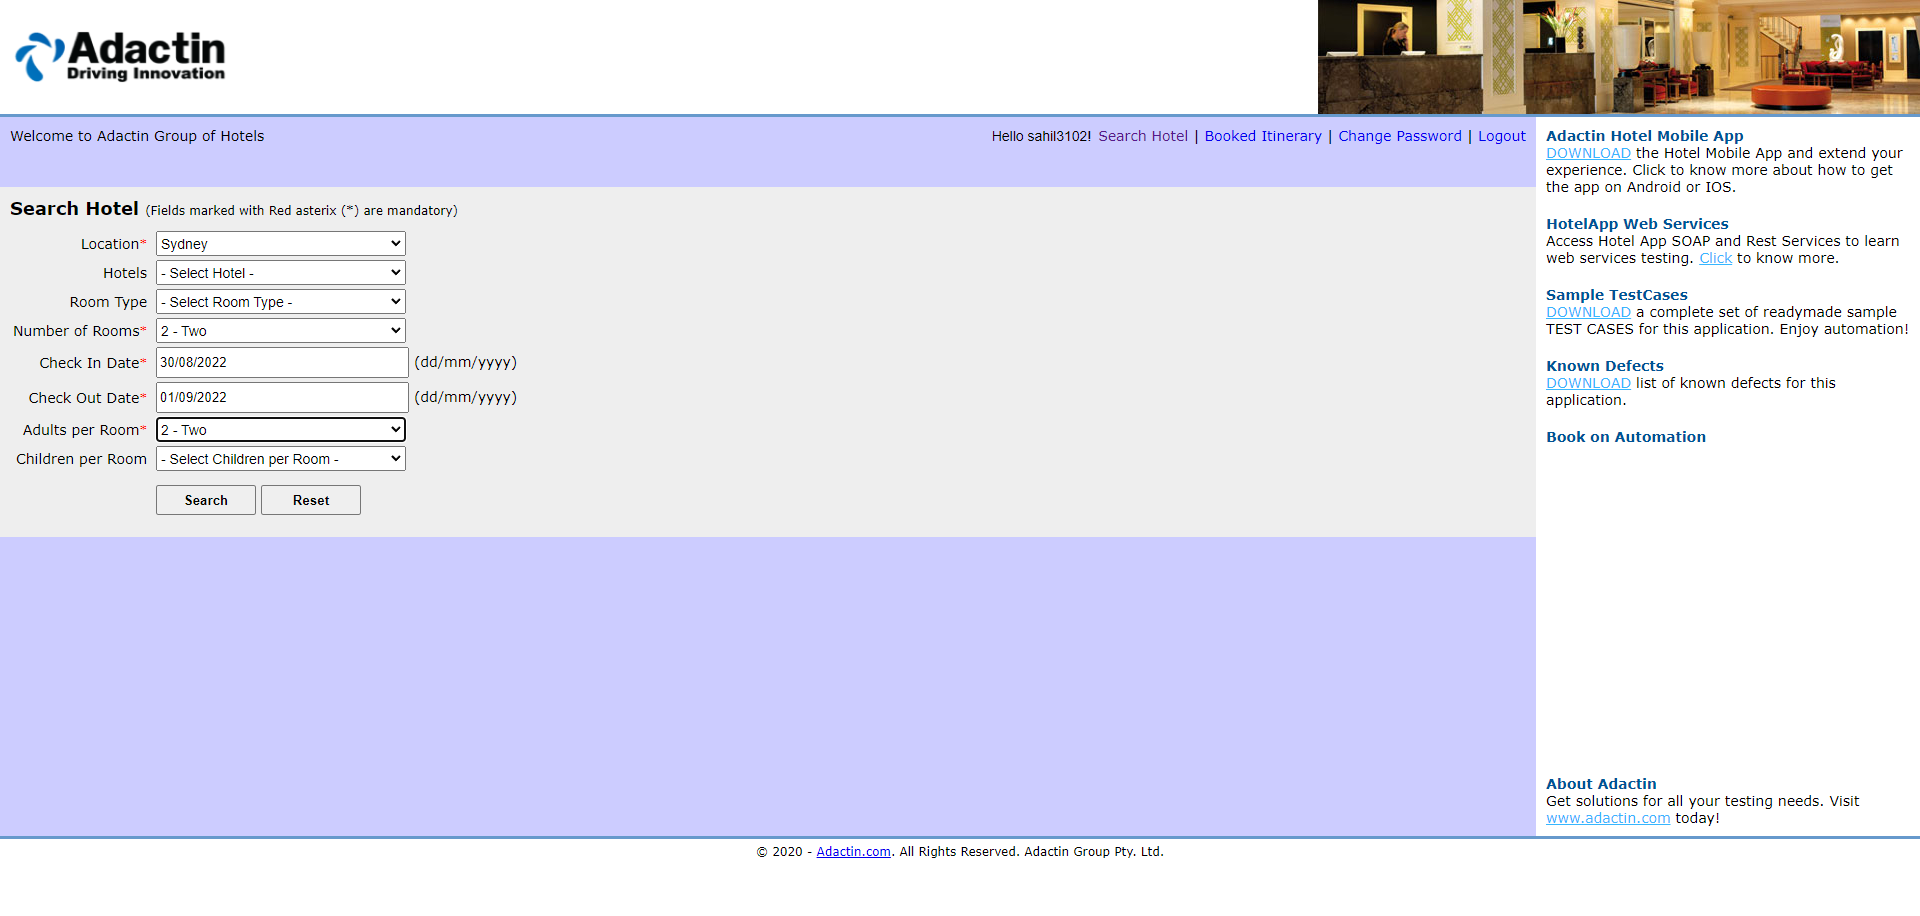 Adactin
Driving Innovation
Welcome to Adactin Group of Hotels
Hello sahil3102! Search Hotel | Booked Itinerary | Change Password | Logout
Search Hotel (Fields marked with Red asterix (*) are mandatory)
Location* Sydney
Hotels - Select Hotel -
Room Type - Select Room Type -
Number of Rooms* 2 - Two
Check In Date* 30/08/2022 (dd/mm/yyyy)
Check Out Date* 01/09/2022 (dd/mm/yyyy)
Adults per Room* 2 - Two
Children per Room - Select Children per Room -
Search Reset
Adactin Hotel Mobile App
DOWNLOAD the Hotel Mobile App and extend your
experience. Click to know more about how to get
the app on Android or IOS.
HotelApp Web Services
Access Hotel App SOAP and Rest Services to learn
web services testing. Click to know more.
Sample TestCases
DOWNLOAD a complete set of readymade sample
TEST CASES for this application. Enjoy automation!
Known Defects
DOWNLOAD list of known defects for this
application.
Book on Automation
About Adactin
Get solutions for all your testing needs. Visit
www.adactin.com today!
© 2020 - Adactin.com. All Rights Reserved. Adactin Group Pty. Ltd.